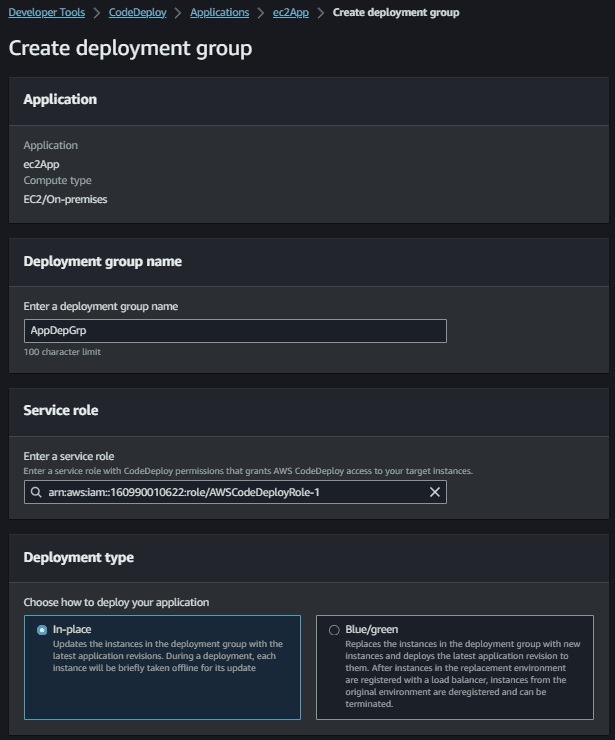 Developer Tools > CodeDeploy > Applications > ec2App > Create deployment group
Create deployment group
Application
Application
ec2App
Compute type
EC2/On-premises
Deployment group name
Enter a deployment group name
AppDepGrp
100 character limit
Service role
Enter a service role
Enter a service role with CodeDeploy permissions that grants AWS CodeDeploy access to your target instances.
arn:aws:iam::160990010622:role/AWSCodeDeployRole-1
Deployment type
Choose how to deploy your application
In-place
Updates the instances in the deployment group with the
latest application revisions. During a deployment, each
instance will be briefly taken offline for its update
Blue/green
Replaces the instances in the deployment group with new
instances and deploys the latest application revision to
them. After instances in the replacement environment
are registered with a load balancer, instances from the
original environment are deregistered and can be
terminated.